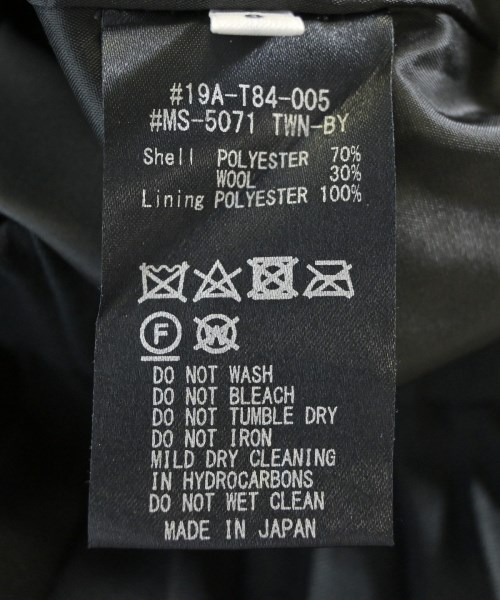 #19A-T84-005
#MS-5071 TWN-BY
Shell POLYESTER 70%
WOOL 30%
Lining POLYESTER 100%
F W
DO NOT WASH
DO NOT BLEACH
DO NOT TUMBLE DRY
DO NOT IRON
MILD DRY CLEANING
IN HYDROCARBONS
DO NOT WET CLEAN
MADE IN JAPAN